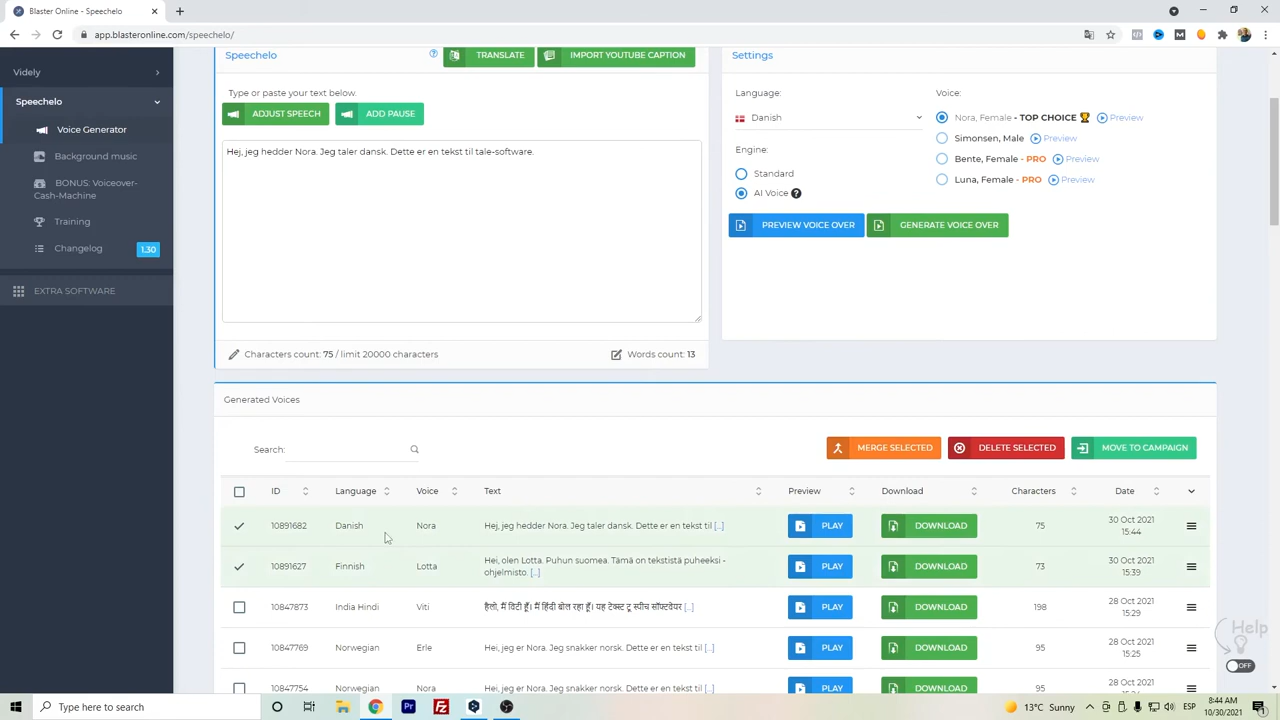 Blaster Online - Speechelo
app.blasteronline.com/speechelo/
Videly
Speechelo
Voice Generator
Background music
BONUS: Voiceover-
Cash-Machine
Training
Changelog
1.30
EXTRA SOFTWARE
Speechelo
TRANSLATE
IMPORT YOUTUBE CAPTION
Type or paste your text below.
ADJUST SPEECH
ADD PAUSE
Hej, jeg hedder Nora. Jeg taler dansk. Dette er en tekst til tale-software.
Characters count: 75 / limit 20000 characters
Words count: 13
Settings
Language:
Danish
Engine:
Standard
AI Voice
Voice:
Nora, Female - TOP CHOICE
Preview
Simonsen, Male
Preview
Bente, Female - PRO
Preview
Luna, Female - PRO
Preview
PREVIEW VOICE OVER
GENERATE VOICE OVER
Generated Voices
Search:
MERGE SELECTED
DELETE SELECTED
MOVE TO CAMPAIGN
ID Language Voice Text Preview Download Characters Date
10891682 Danish Nora Hej, jeg hedder Nora. Jeg taler dansk. Dette er en tekst til [...] PLAY DOWNLOAD 75 30 Oct 2021
15:44
10891627 Finnish Lotta Hei, olen Lotta. Puhun suomea. Tämä on tekstistä puheeksi -
ohjelmisto. [...] PLAY DOWNLOAD 73 30 Oct 2021
15:39
10847873 India Hindi Viti हैलो, मैं विटी हूँ। मैं हिंदी बोल रहा हूँ। यह टेक्स्ट टू स्पीच सॉफ्टवेयर [...] PLAY DOWNLOAD 198 28 Oct 2021
15:29
10847769 Norwegian Erie Hei, jeg er Nora. Jeg snakker norsk. Dette er en tekst til [...] PLAY DOWNLOAD 95 28 Oct 2021
15:25
10847754 Norwegian Nora Hei, jeg er Nora. Jeg snakker norsk. Dette er en tekst til [...] PLAY DOWNLOAD 95 28 Oct 2021
Help
OFF
Type here to search
13°C Sunny
ESP
8:44 AM
10/30/2021